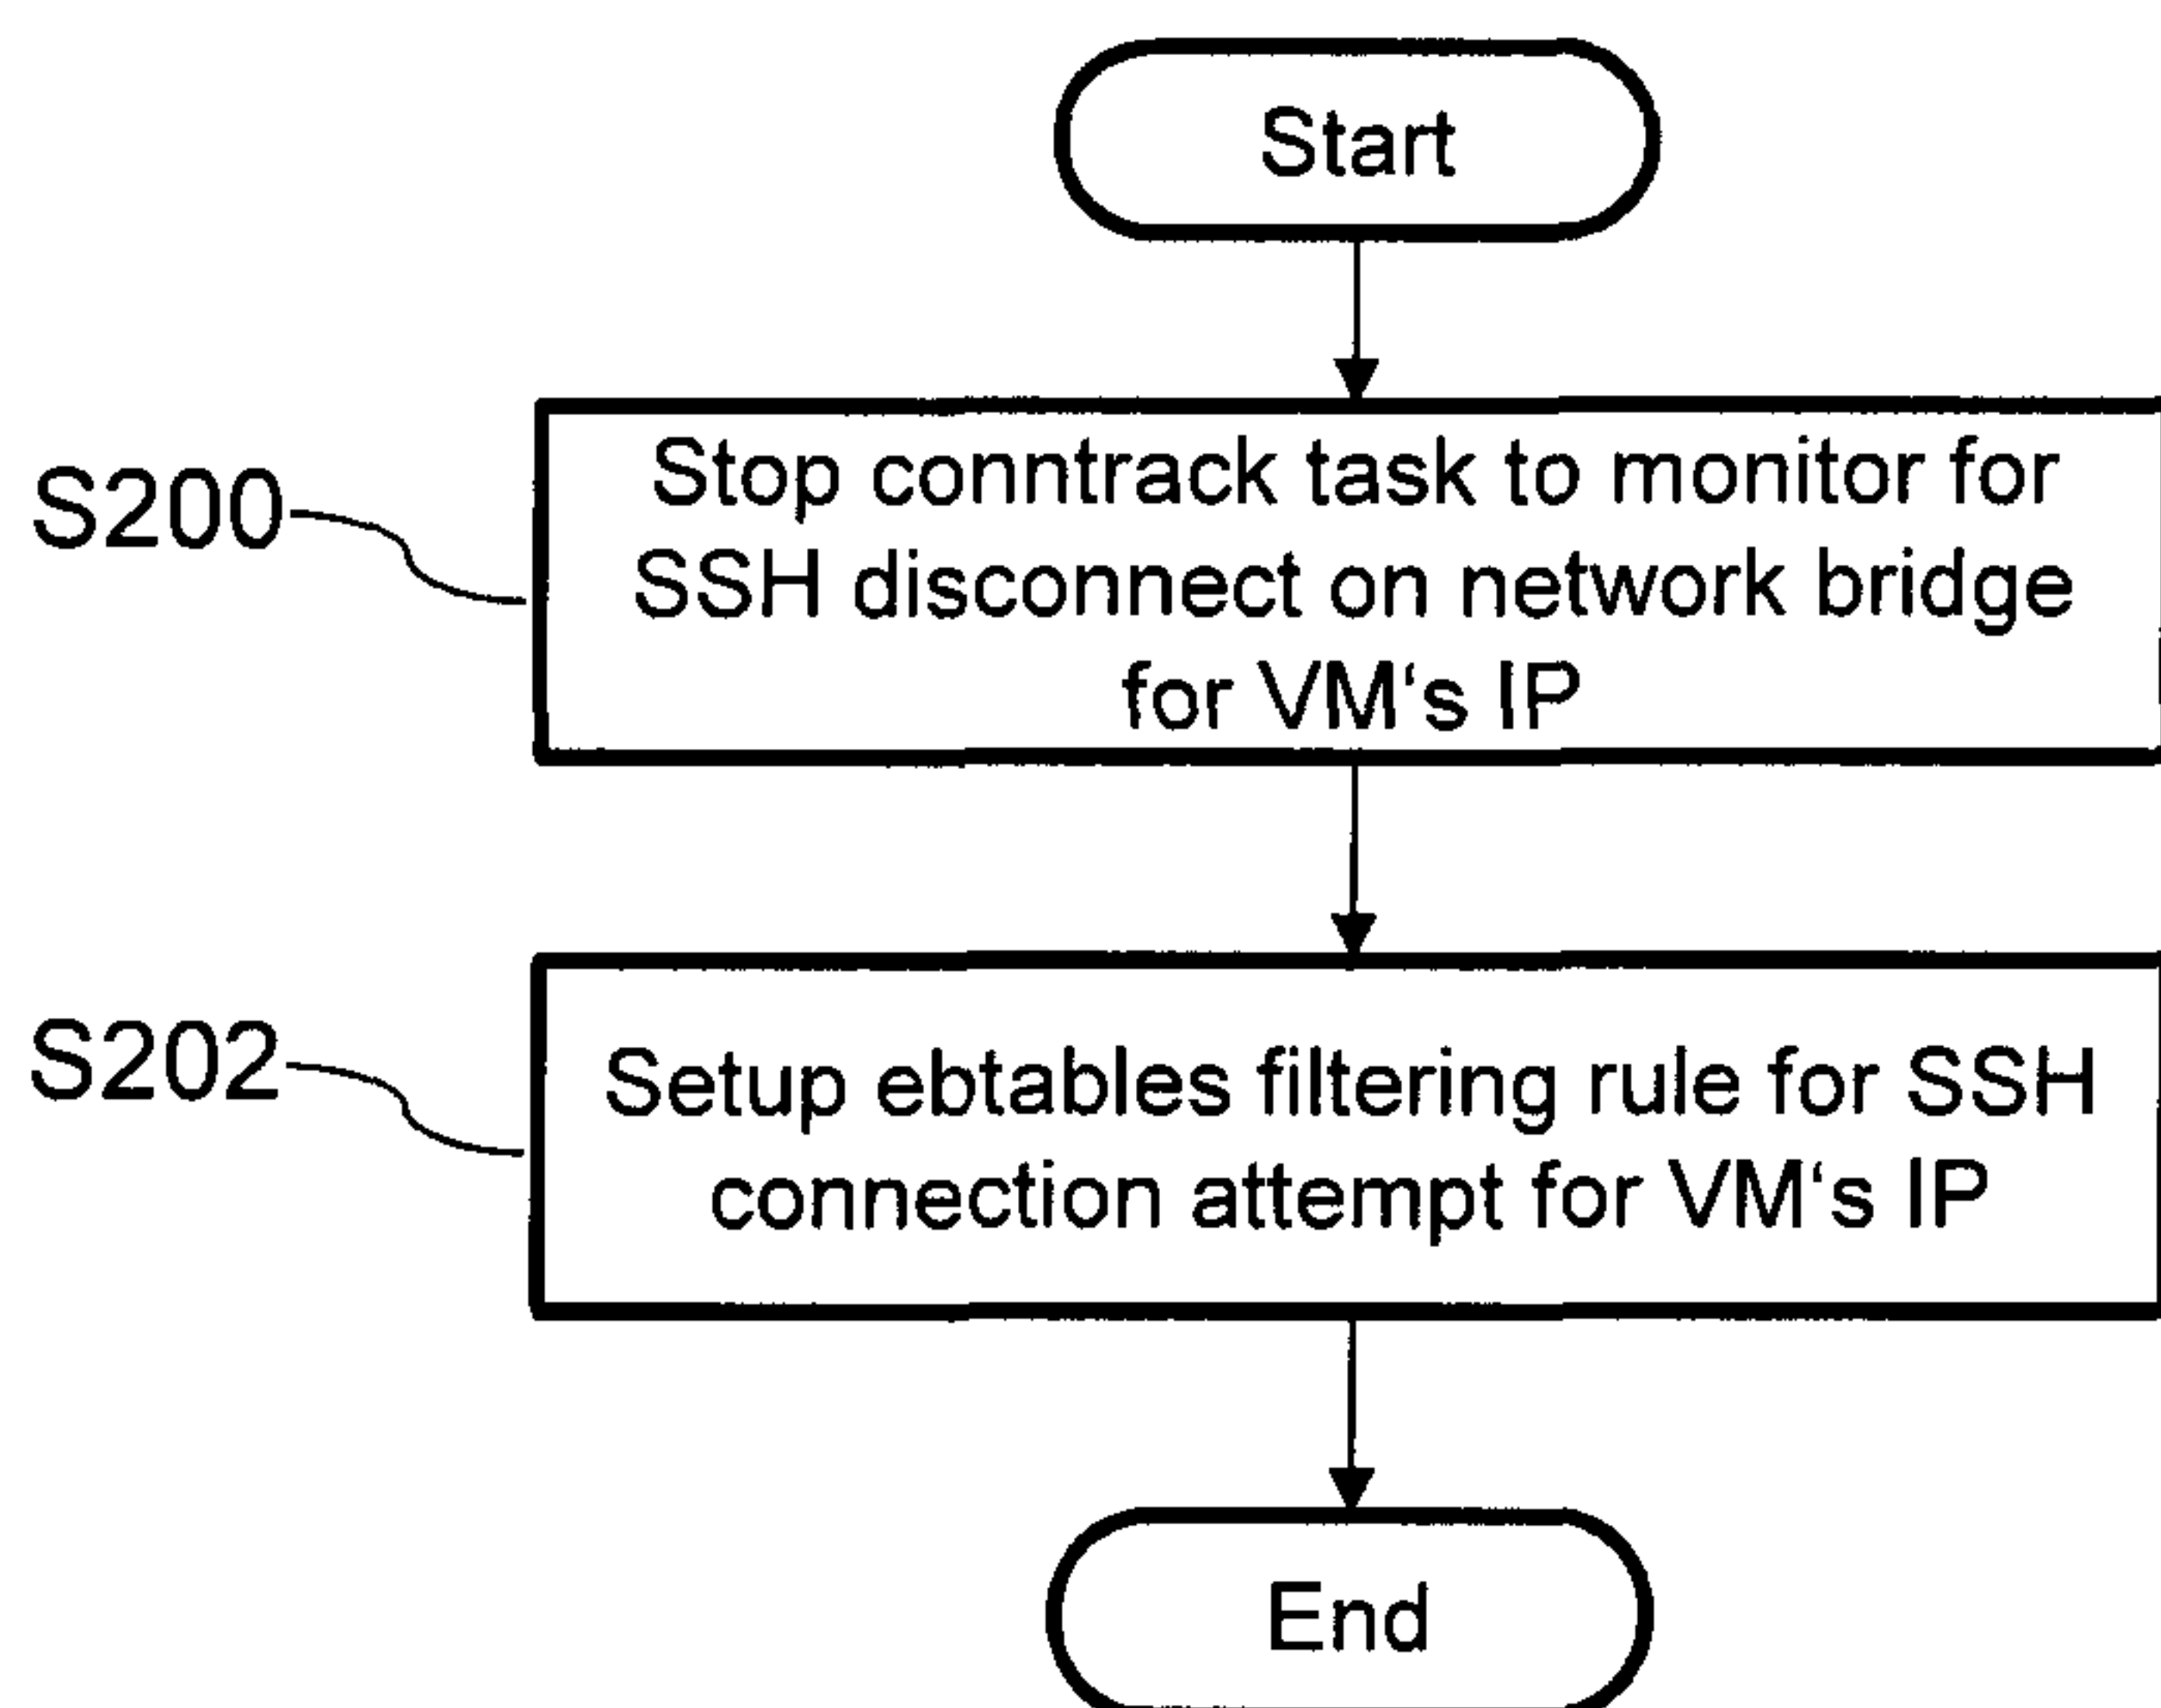 Start
S200
Stop conntrack task to monitor for
SSH disconnect on network bridge
for VM‘s IP
S202
Setup ebtables filtering rule for SSH
connection attempt for VM‘s IP
End